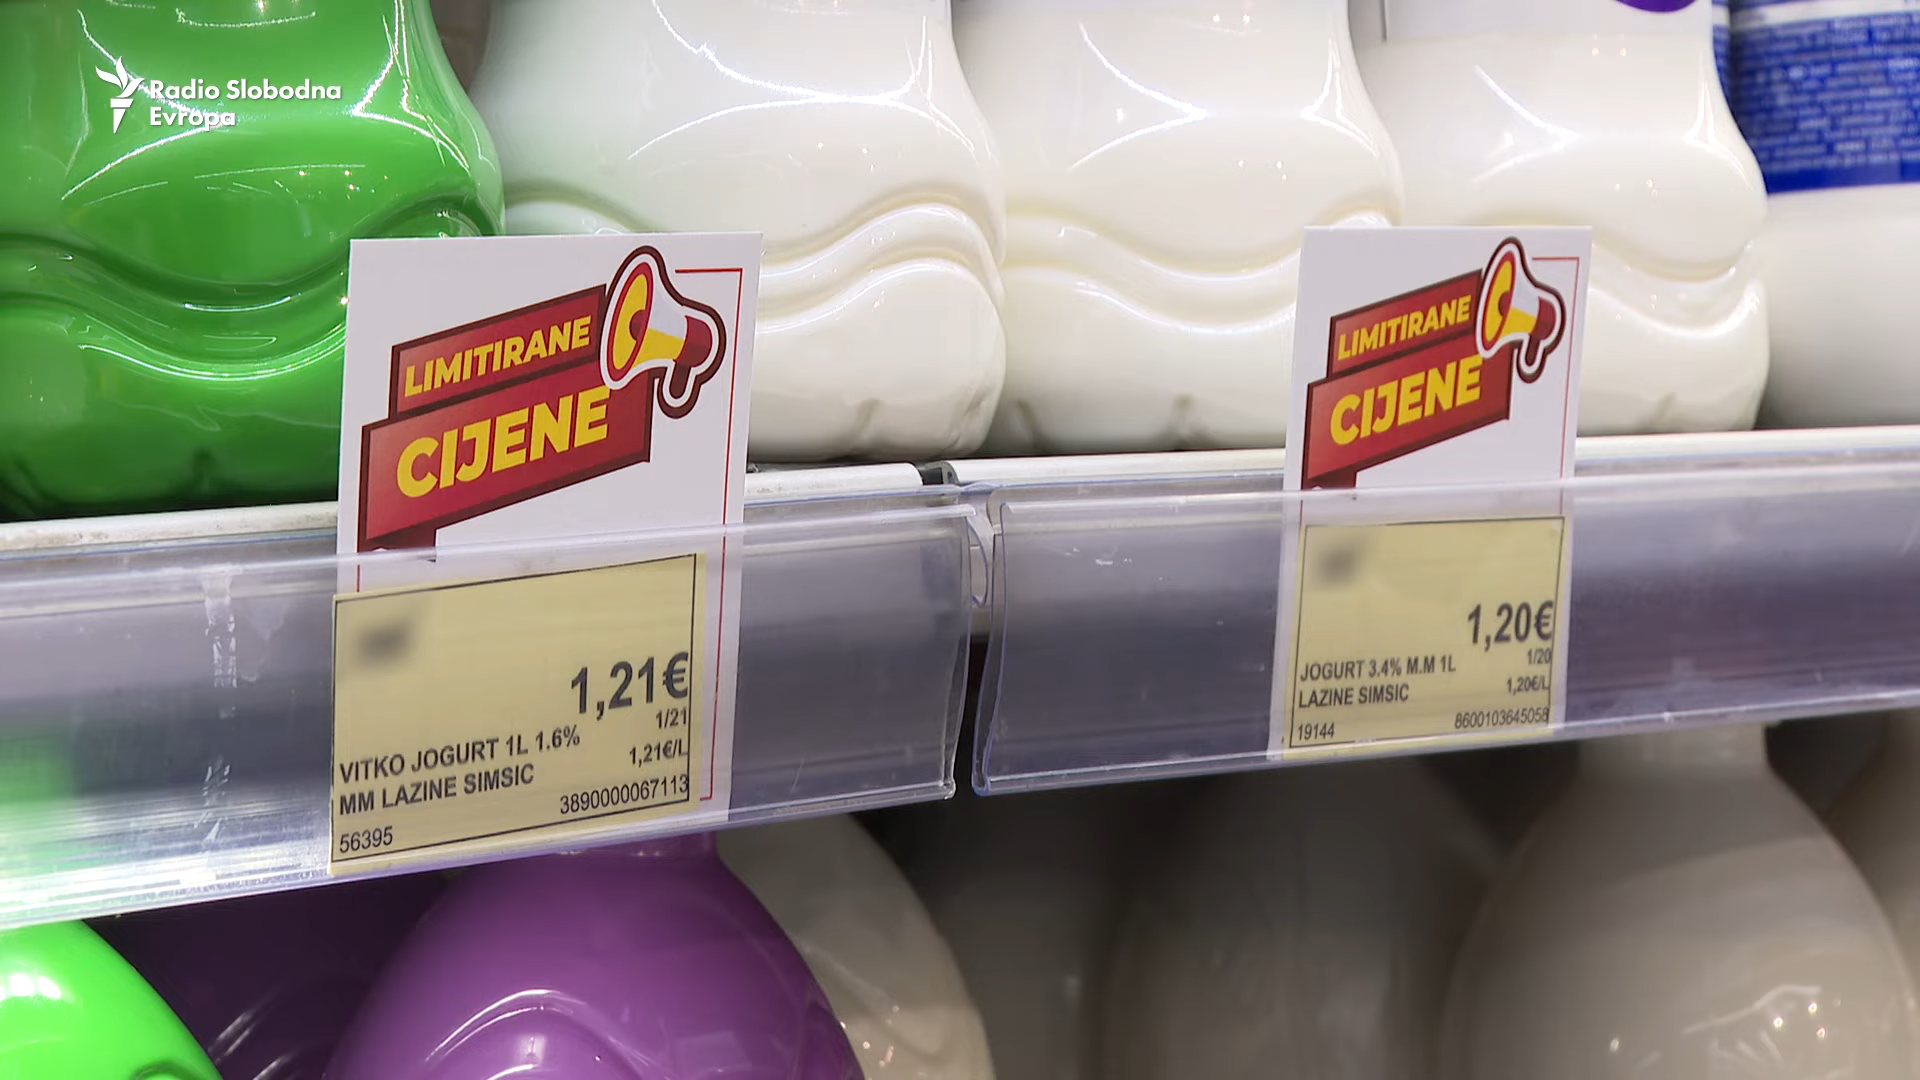 Radio Slobodna
Evropa
LIMITIRANE
CIJENE
1,21€
1/21
VITKO JOGURT 1L 1.6%
1,21€/L
MM LAZINE SIMSIC
3890000067113
56395
LIMITIRANE
CIJENE
1,20€
1/20
JOGURT 3.4% M.M 1L
1,20€/L
LAZINE SIMSIC
8600103645058
19144